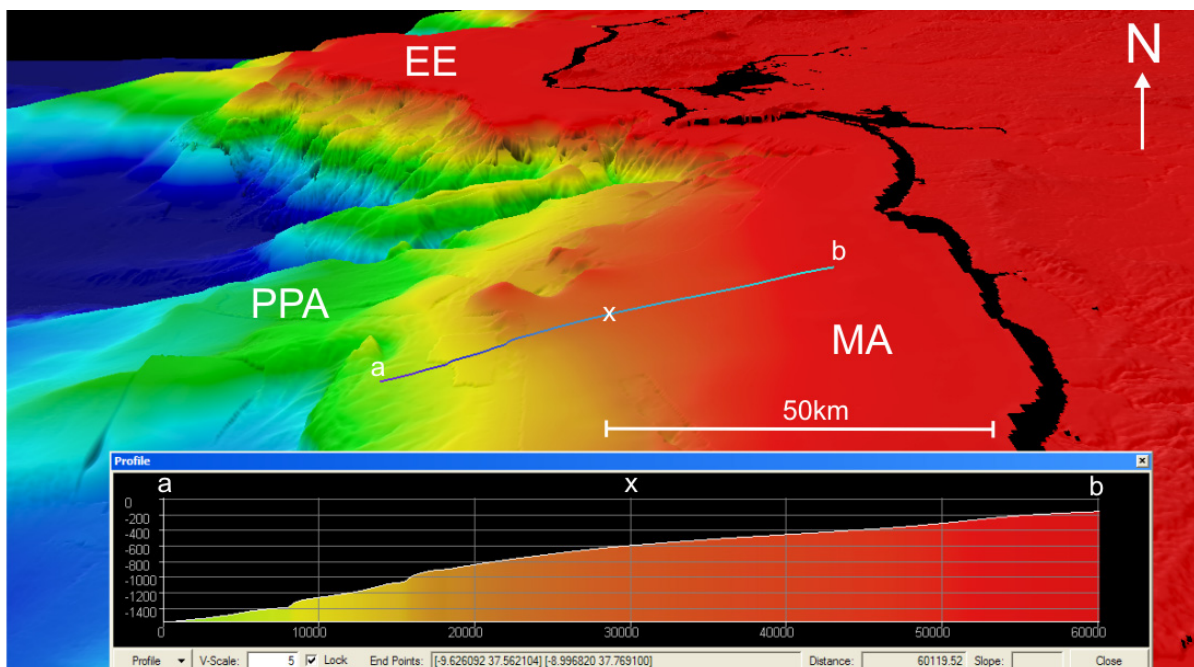 EE
N
b
x
PPA
a
MA
50km
Profile
a x b
0
-200
-400
-600
-800
-1000
-1200
-1400
0 10000 20000 30000 40000 50000 60000
Profile V-Scale: 5 Lock End Points: [-9.626092 37.562104] [-8.996820 37.769100] Distance: 60119.52 Slope: Close